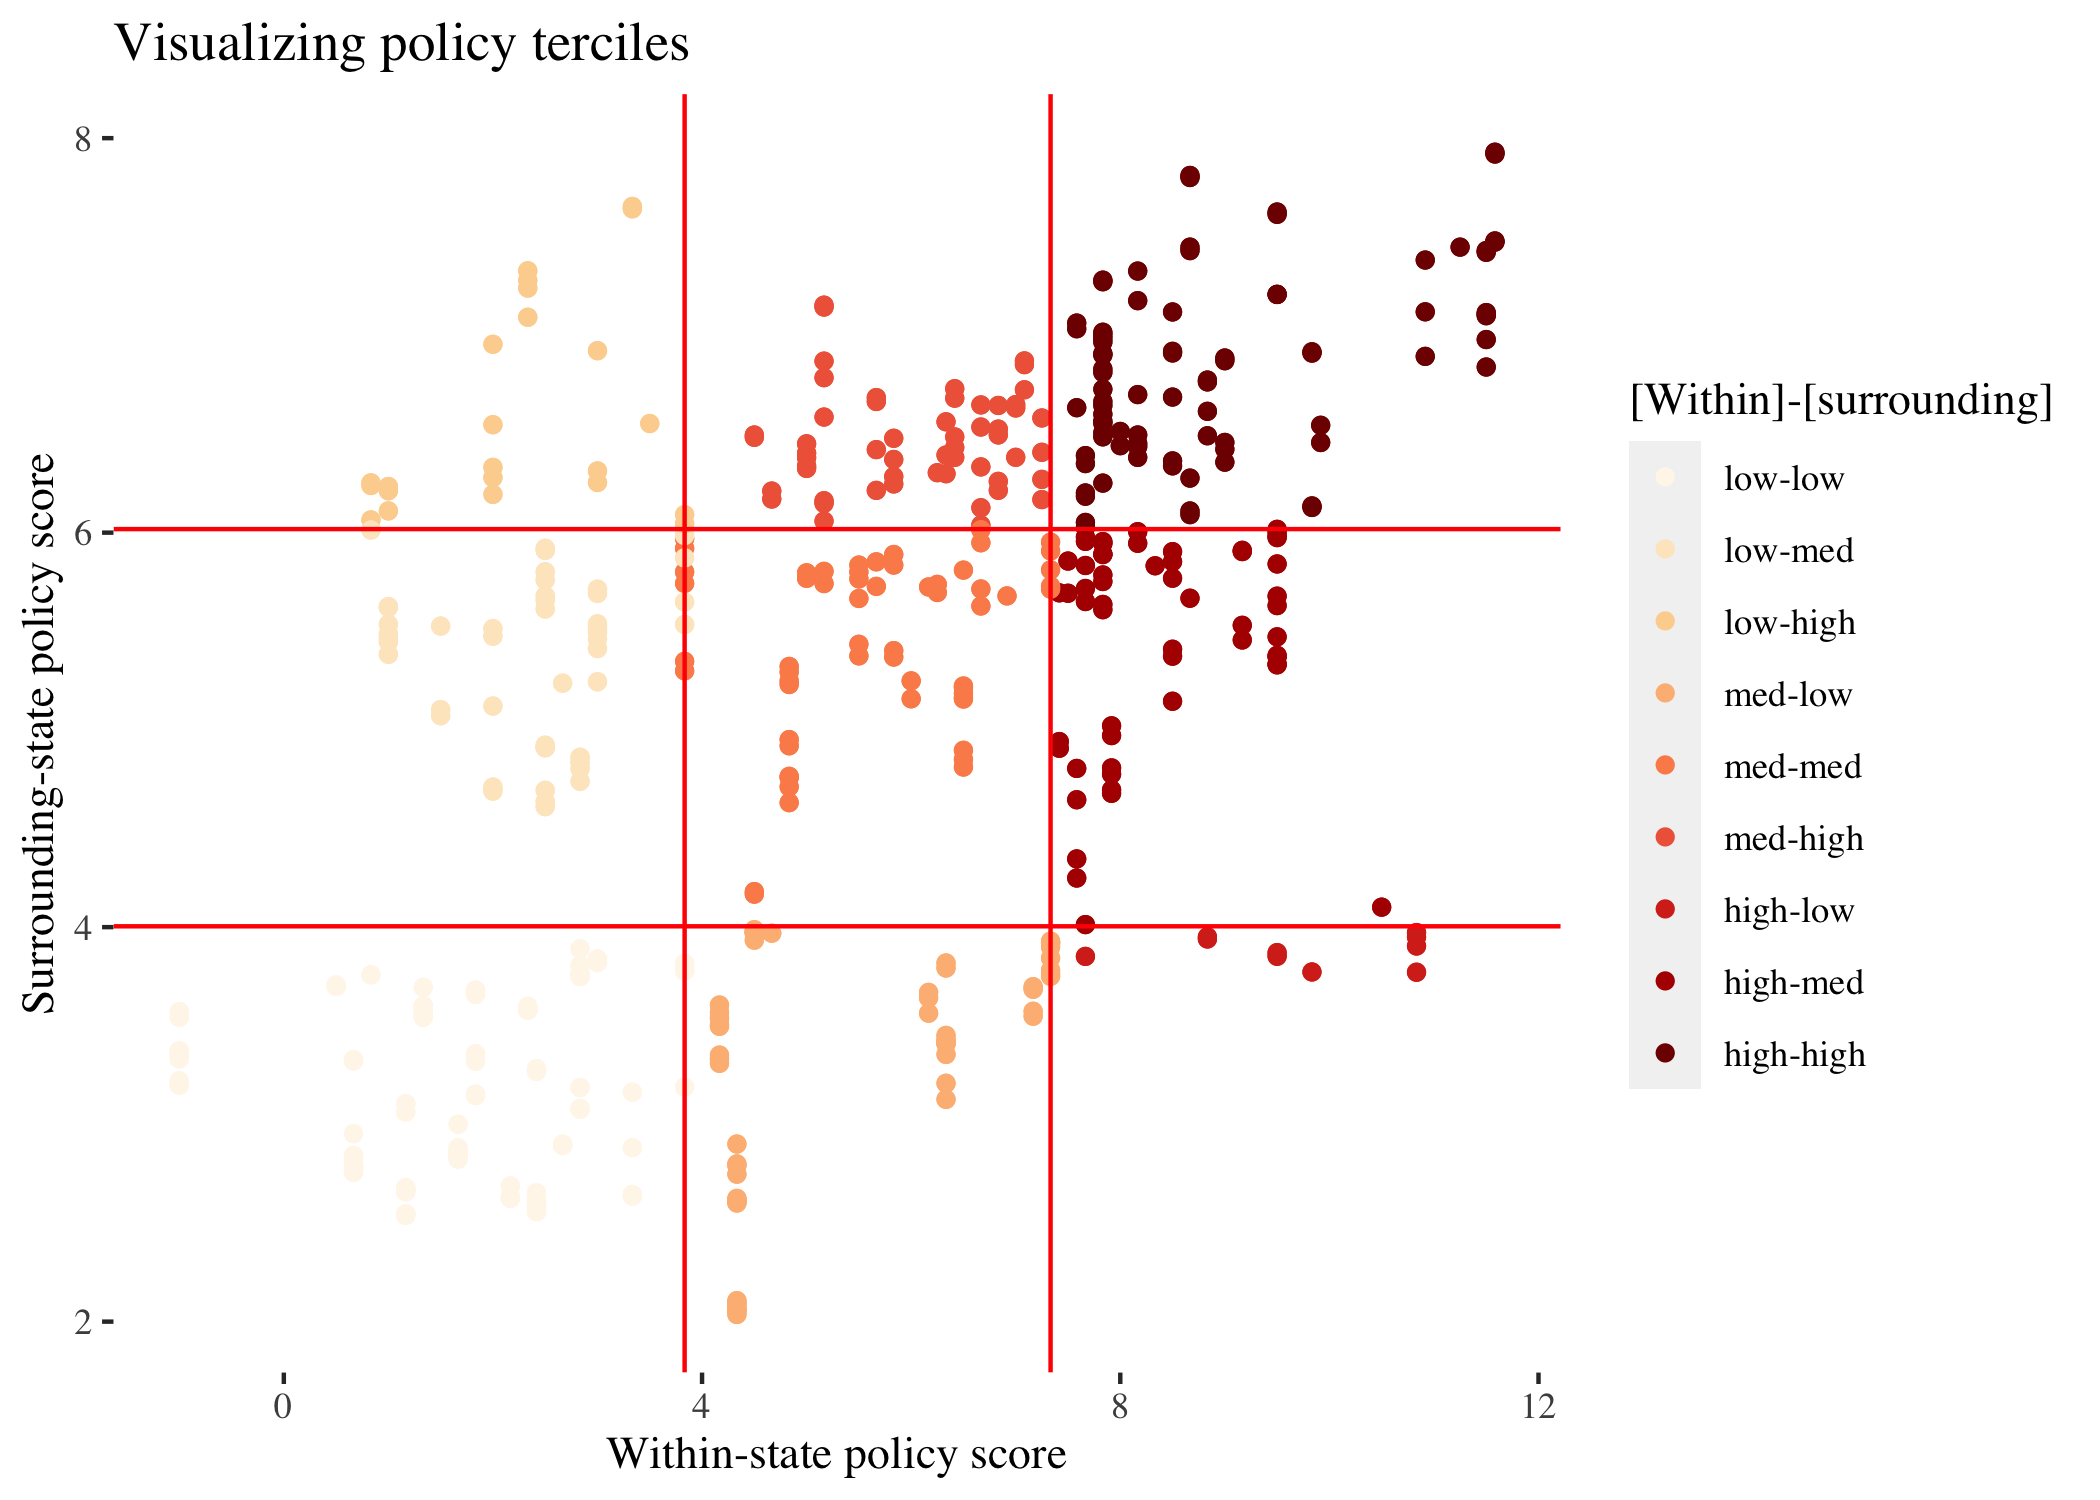 Visualizing policy terciles
Surrounding-state policy score
8
6
4
2
0
4
8
12
Within-state policy score
[Within]-[surrounding]
low-low
low-med
low-high
med-low
med-med
med-high
high-low
high-med
high-high